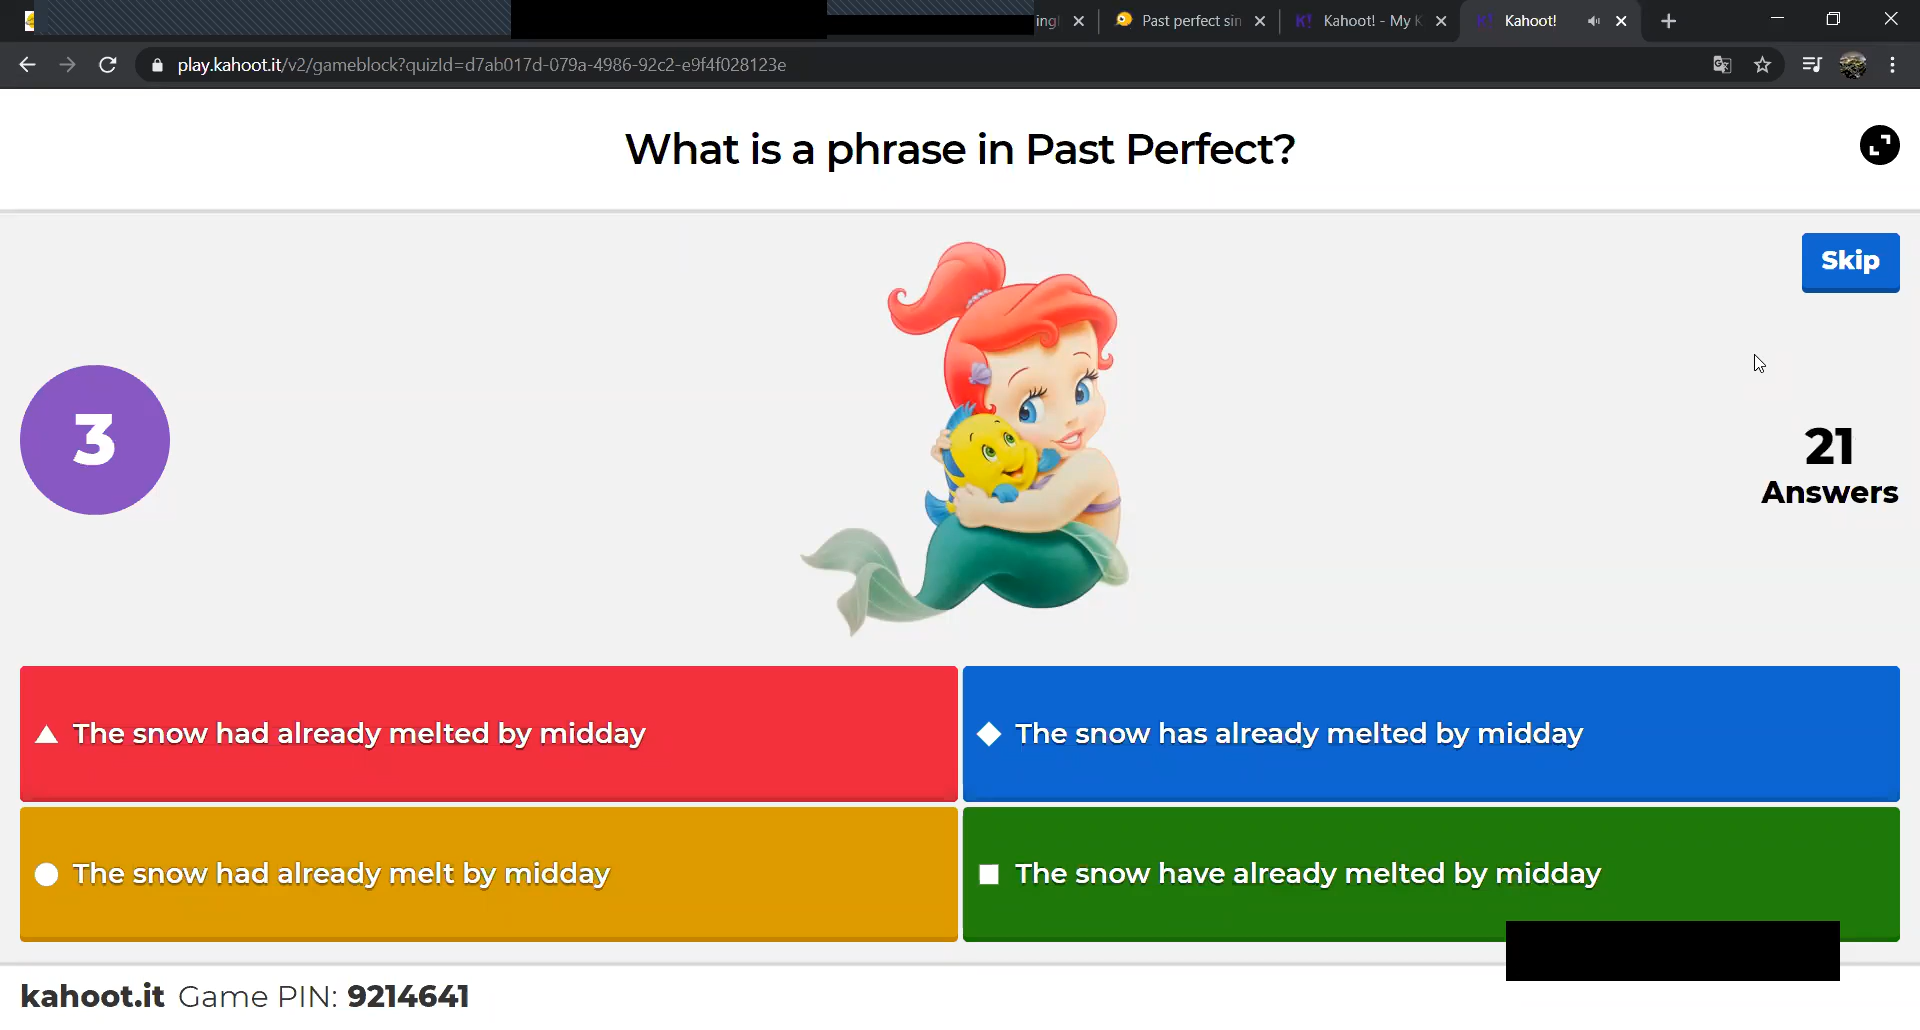 ingl
Past perfect sin
Kahoot! - My K
Kahoot!
play.kahoot.it/v2/gameblock?quizId=d7ab017d-079a-4986-92c2-e9f4f028123e
What is a phrase in Past Perfect?
Skip
3
21
Answers
The snow had already melted by midday
The snow has already melted by midday
The snow had already melt by midday
The snow have already melted by midday
kahoot.it Game PIN: 9214641